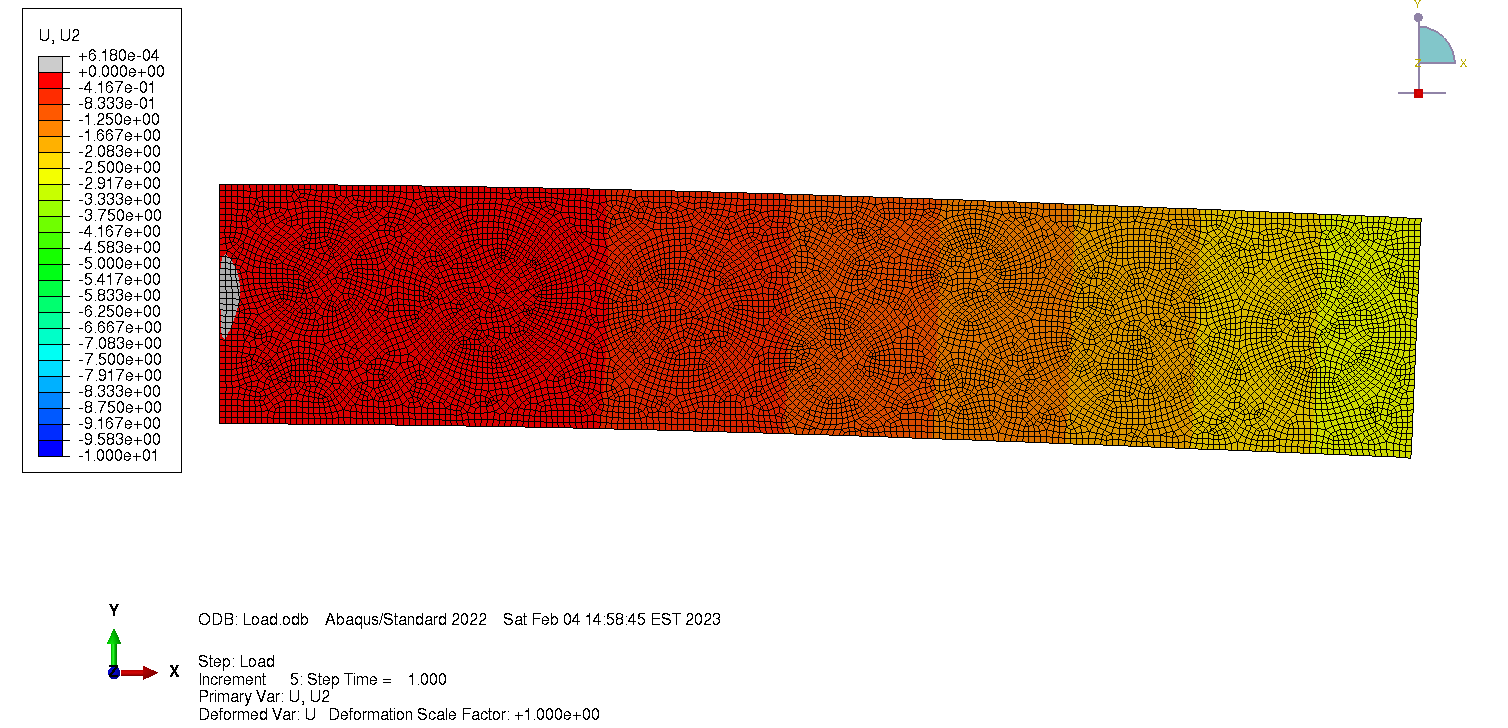 U, U2
+6.180e-04
+0.000e+00
-4.167e-01
-8.333e-01
-1.250e+00
-1.667e+00
-2.083e+00
-2.500e+00
-2.917e+00
-3.333e+00
-3.750e+00
-4.167e+00
-4.583e+00
-5.000e+00
-5.417e+00
-5.833e+00
-6.250e+00
-6.667e+00
-7.083e+00
-7.500e+00
-7.917e+00
-8.333e+00
-8.750e+00
-9.167e+00
-9.583e+00
-1.000e+01
Y
Z
X
Y
Z
X
ODB: Load.odb    Abaqus/Standard 2022    Sat Feb 04 14:58:45 EST 2023
Step: Load
Increment      5: Step Time =    1.000
Primary Var: U, U2
Deformed Var: U   Deformation Scale Factor: +1.000e+00